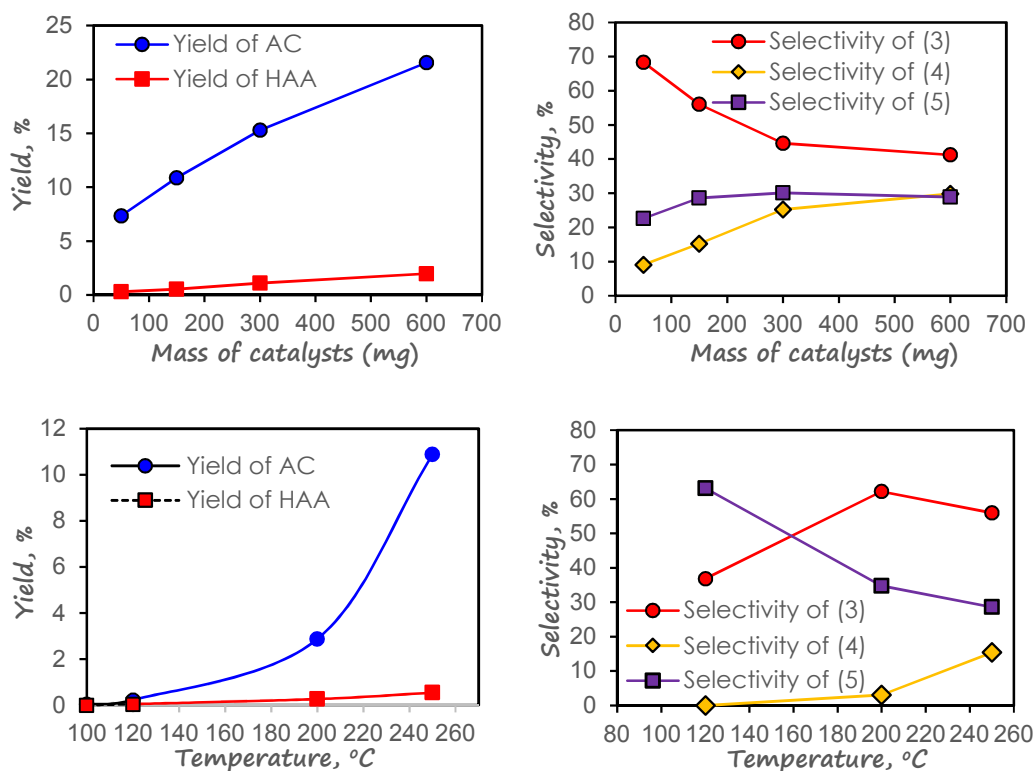 25
20
15
10
5
0
Yield, %
Yield of AC
Yield of HAA
0 100 200 300 400 500 600 700
Mass of catalysts (mg)
80
70
60
50
40
30
20
10
0
Selectivity, %
Selectivity of (3)
Selectivity of (4)
Selectivity of (5)
0 100 200 300 400 500 600 700
Mass of catalysts (mg)
12
10
8
6
4
2
0
Yield, %
Yield of AC
Yield of HAA
100 120 140 160 180 200 220 240 260
Temperature, °C
80
70
60
50
40
30
20
10
0
Selectivity, %
Selectivity of (3)
Selectivity of (4)
Selectivity of (5)
80 100 120 140 160 180 200 220 240 260
Temperature, °C